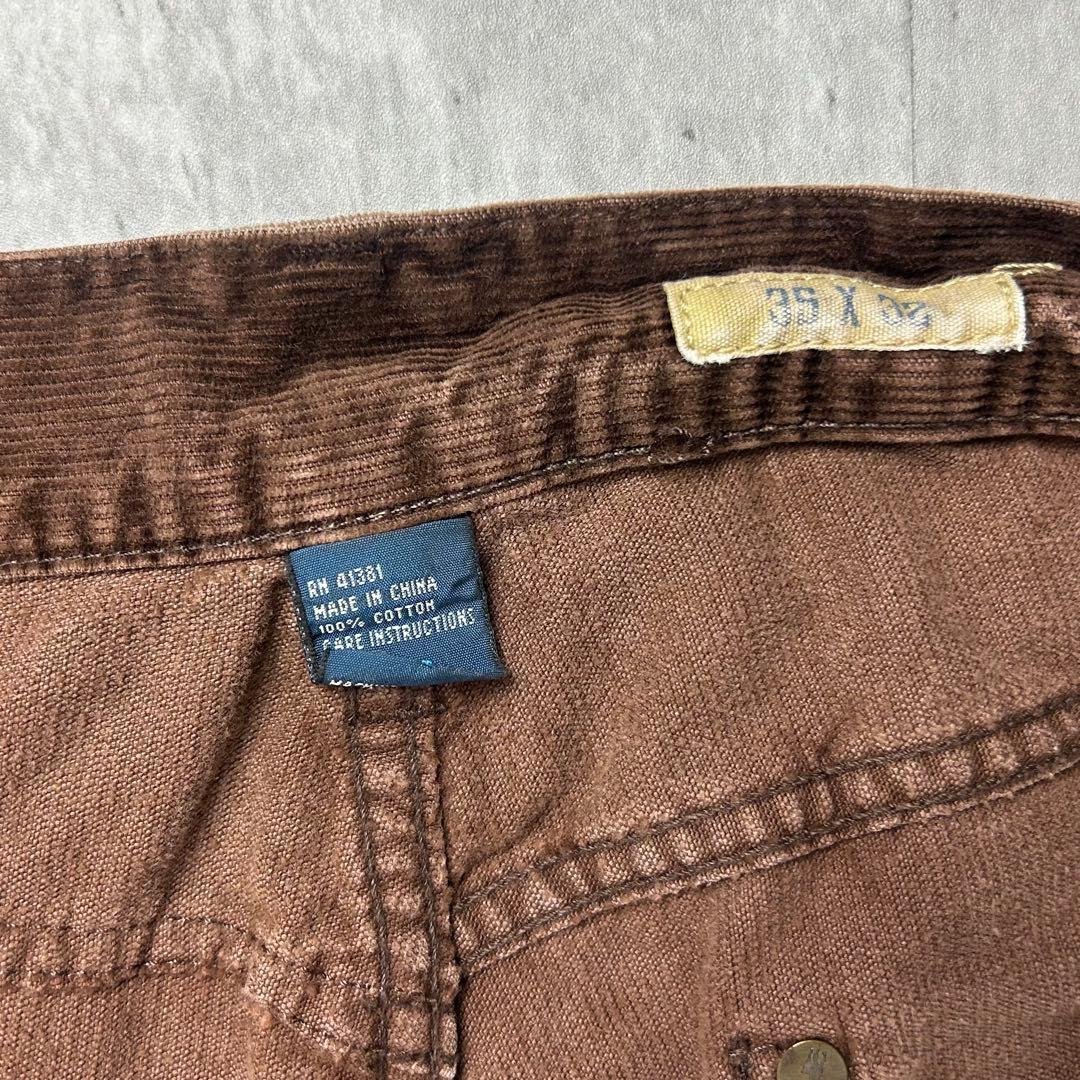 35 X 32
RN 41381
MADE IN CHINA
100% COTTON
CARE INSTRUCTIONS